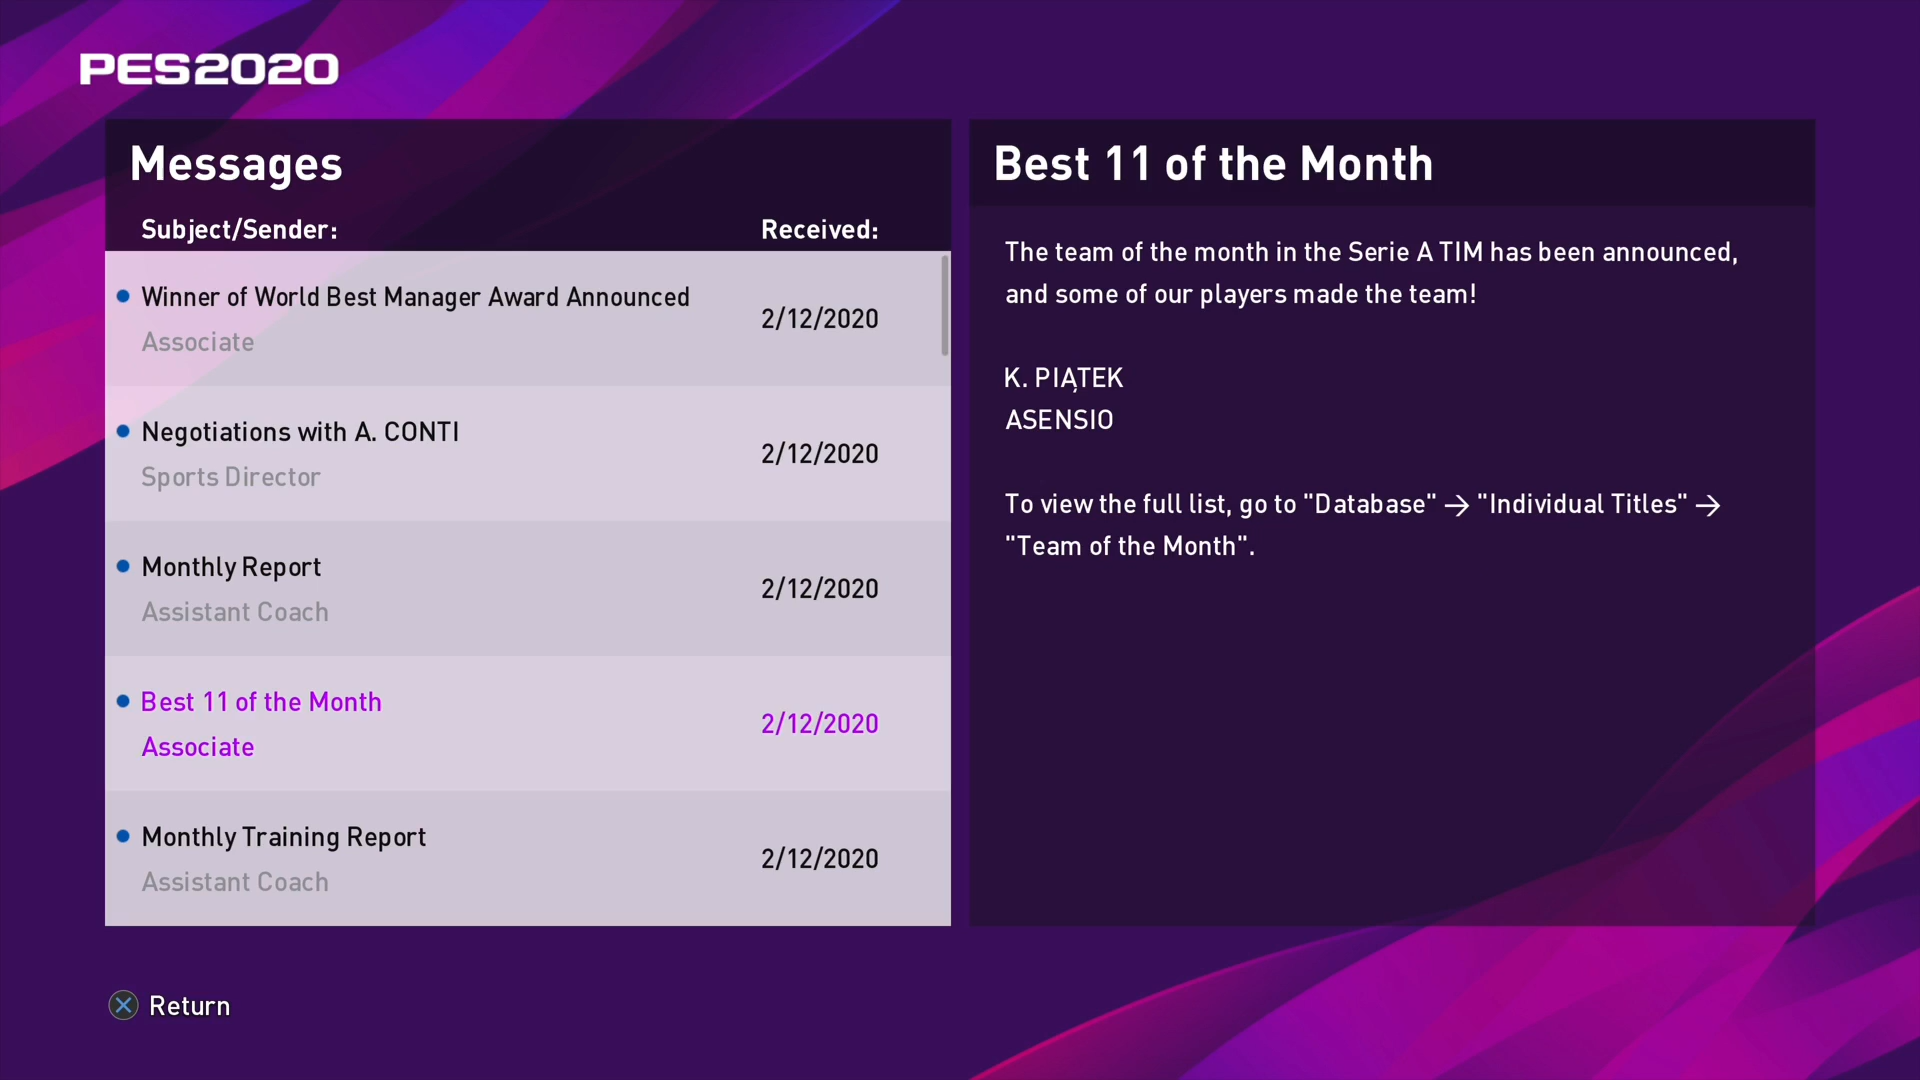 PES2020
Messages
Subject/Sender: Received:
Winner of World Best Manager Award Announced
Associate
2/12/2020
Negotiations with A. CONTI
Sports Director
2/12/2020
Monthly Report
Assistant Coach
2/12/2020
Best 11 of the Month
Associate
2/12/2020
Monthly Training Report
Assistant Coach
2/12/2020
Best 11 of the Month
The team of the month in the Serie A TIM has been announced,
and some of our players made the team!
K. PIĄTEK
ASENSIO
To view the full list, go to "Database" → "Individual Titles" →
"Team of the Month".
Return